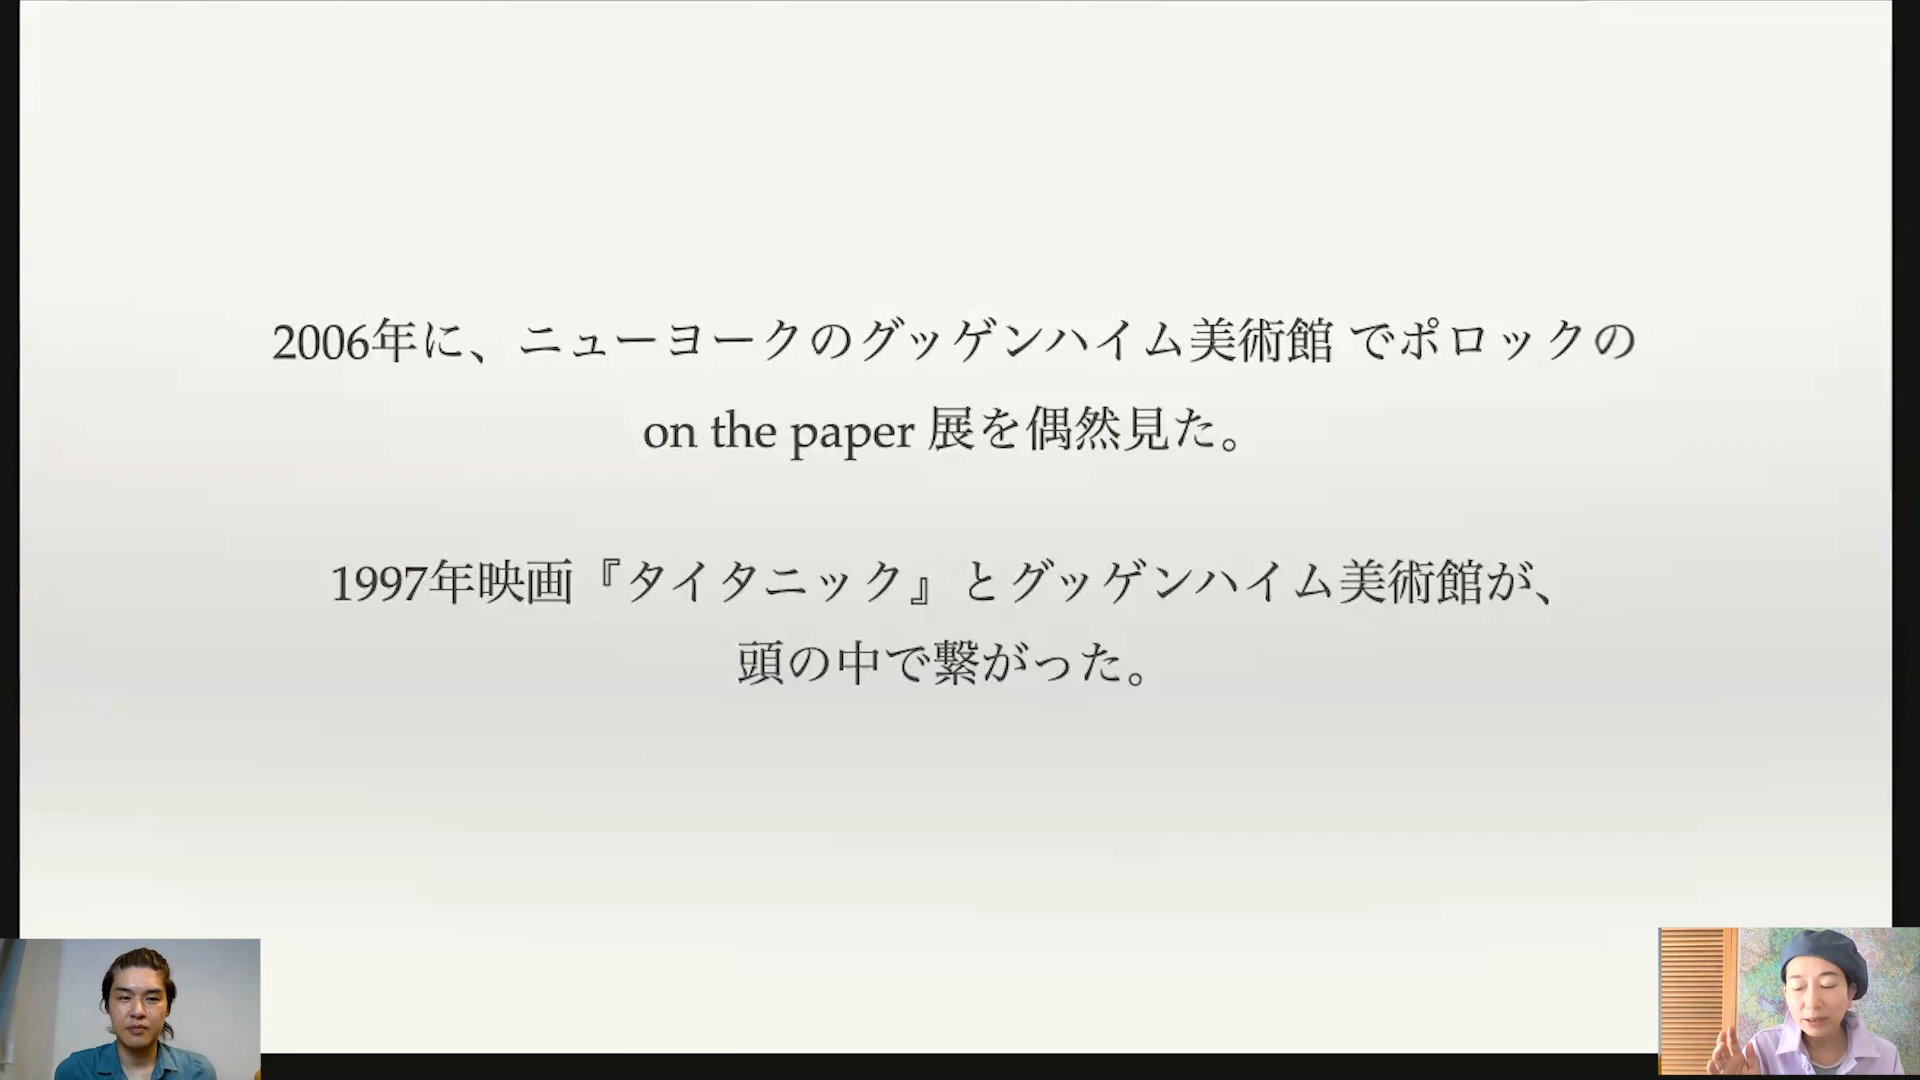 2006年に、ニューヨークのグッゲンハイム美術館 でポロックの
on the paper 展を偶然見た。
1997年映画『タイタニック』とグッゲンハイム美術館が、
頭の中で繋がった。